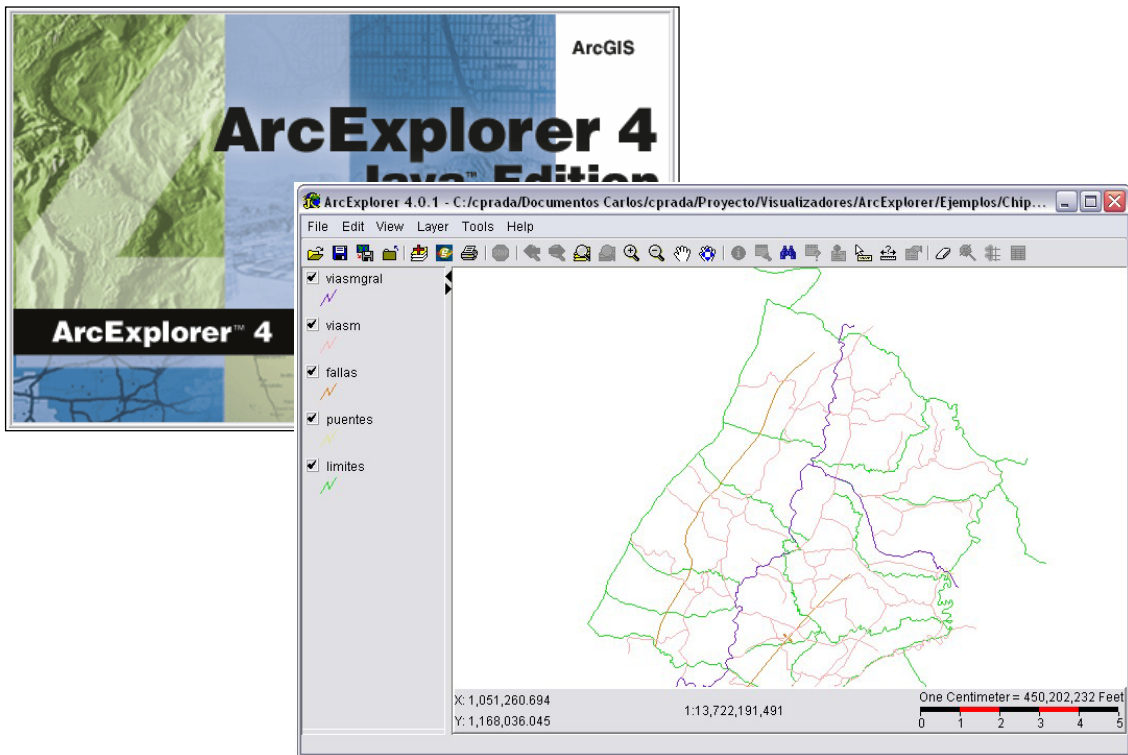 ArcGIS
ArcExplorer 4
Java™ Edition
ArcExplorer™ 4
ArcExplorer 4.0.1 - C:/cprada/Documentos Carlos/cprada/Proyecto/Visualizadores/ArcExplorer/Ejemplos/Chip...
File Edit View Layer Tools Help
viasmgral
viasm
fallas
puentes
limites
X: 1,051,260.694
Y: 1,168,036.045
1:13,722,191,491
One Centimeter = 450,202,232 Feet
0 1 2 3 4 5